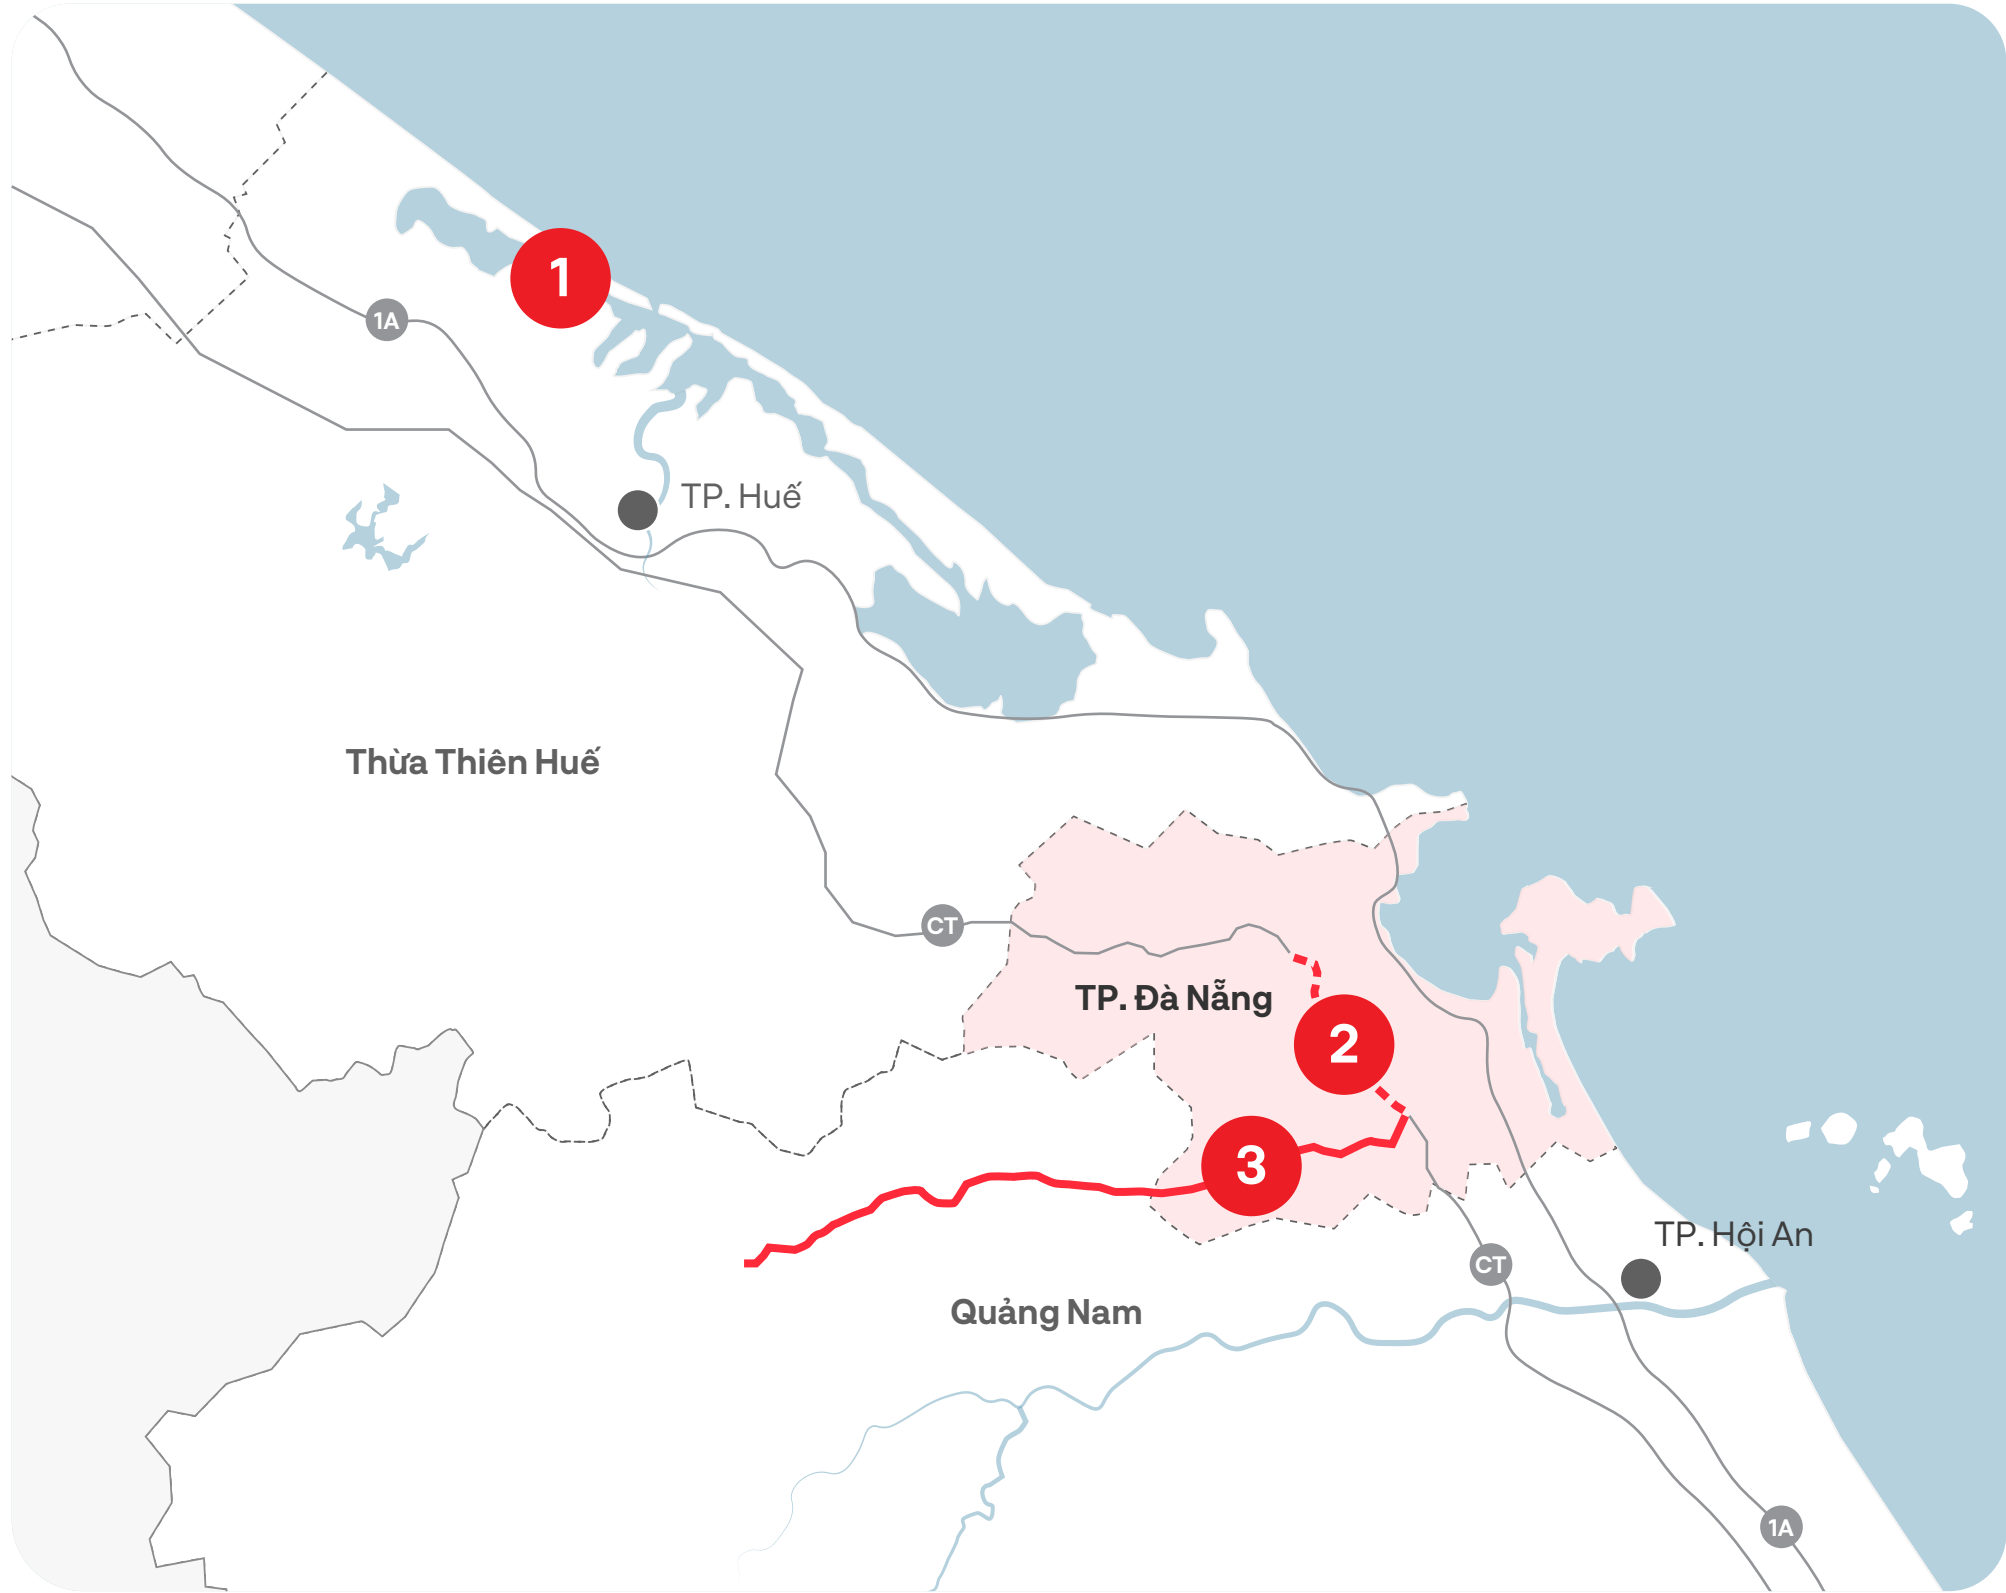 1
1A
TP. Huế
Thừa Thiên Huế
CT
TP. Đà Nẵng
2
3
TP. Hội An
CT
Quảng Nam
1A